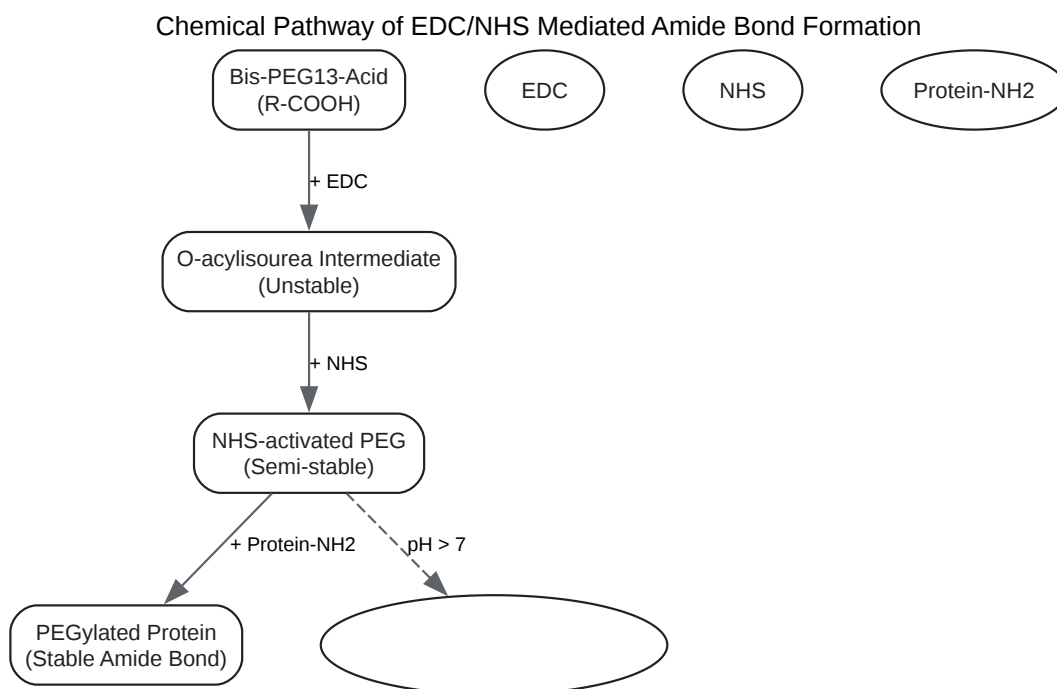 Chemical Pathway of EDC/NHS Mediated Amide Bond Formation
Bis-PEG13-Acid
(R-COOH)
EDC
NHS
Protein-NH2
+ EDC
O-acylisourea Intermediate
(Unstable)
+ NHS
NHS-activated PEG
(Semi-stable)
+ Protein-NH2
pH > 7
PEGylated Protein
(Stable Amide Bond)